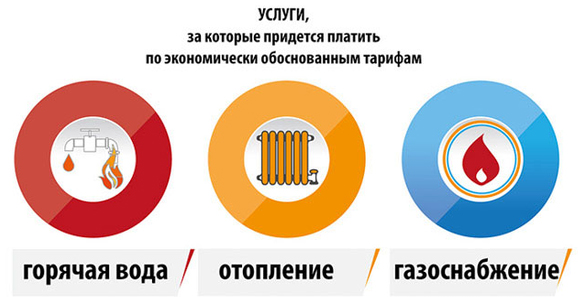 УСЛУГИ,
за которые придется платить
по экономически обоснованным тарифам
горячая вода
отопление
газоснабжение